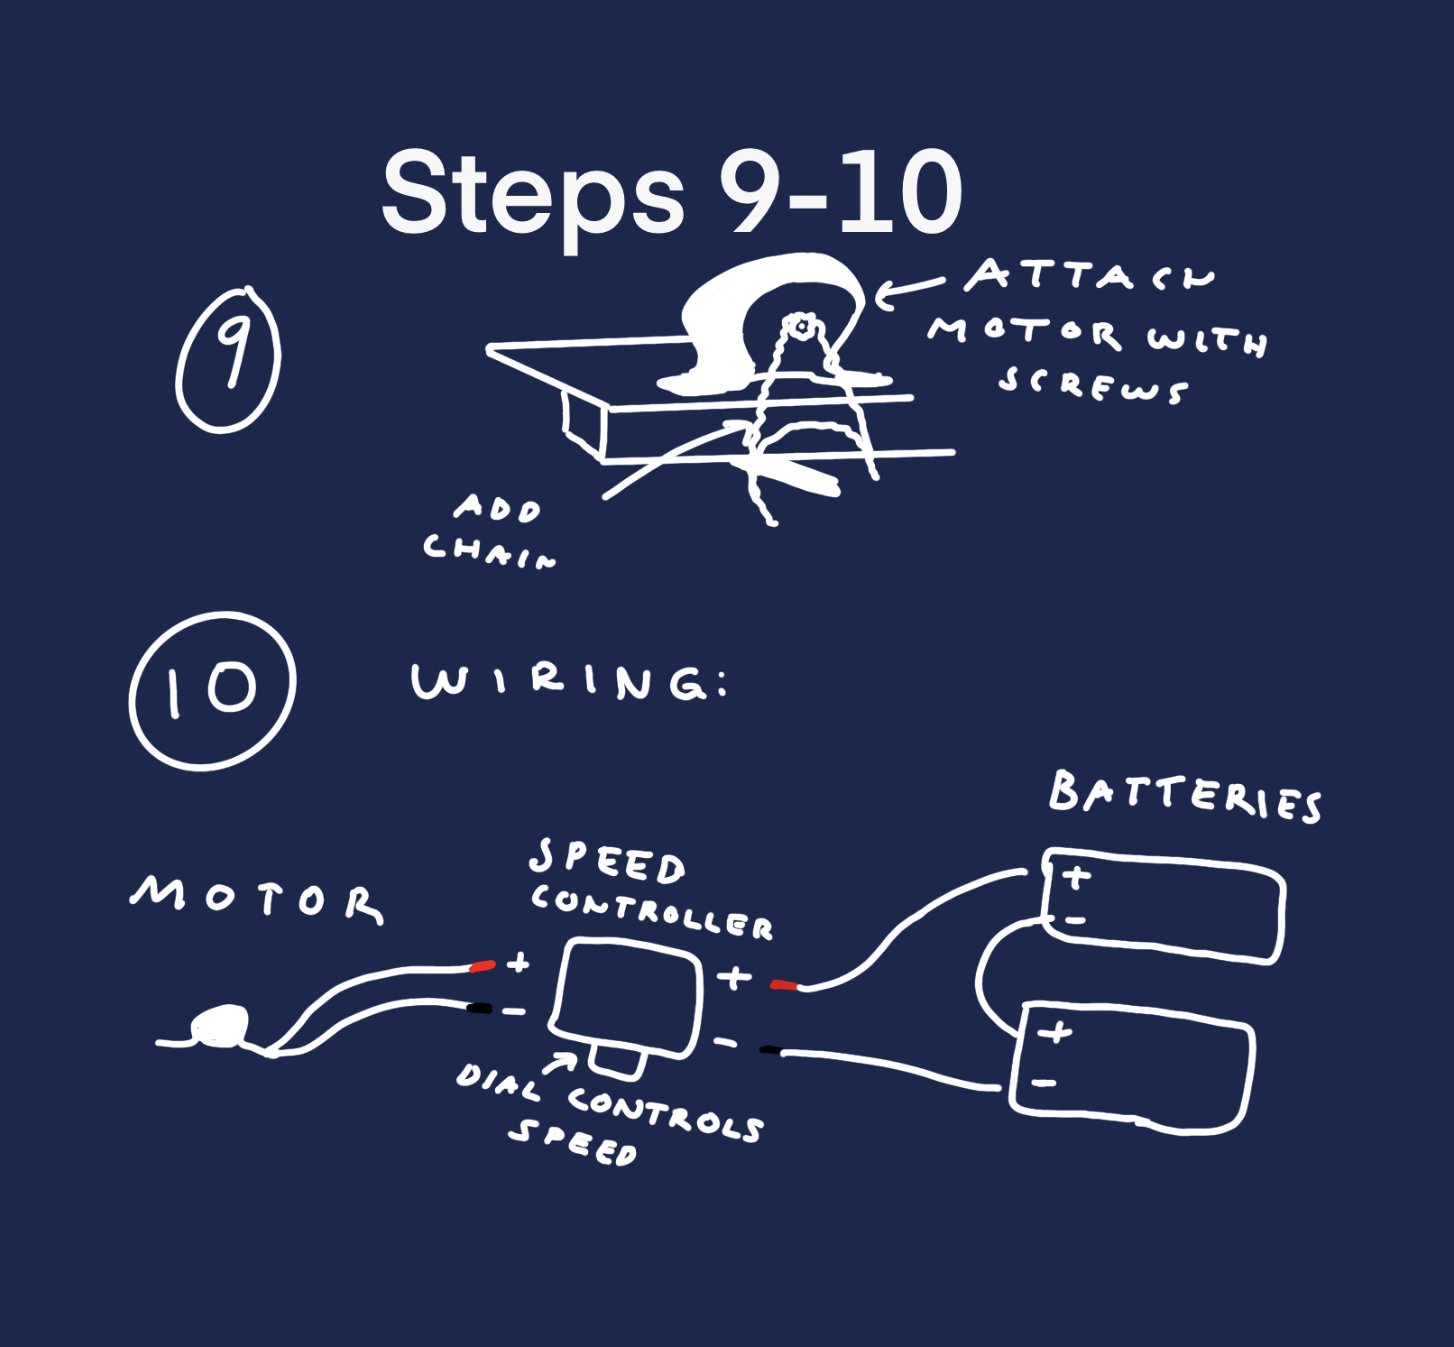 Steps 9-10
9
ATTACH
MOTOR WITH
SCREWS
ADD
CHAIN
10
WIRING:
BATTERIES
SPEED
CONTROLLER
MOTOR
+
-
+
-
+
-
+
-
DIAL CONTROLS
SPEED